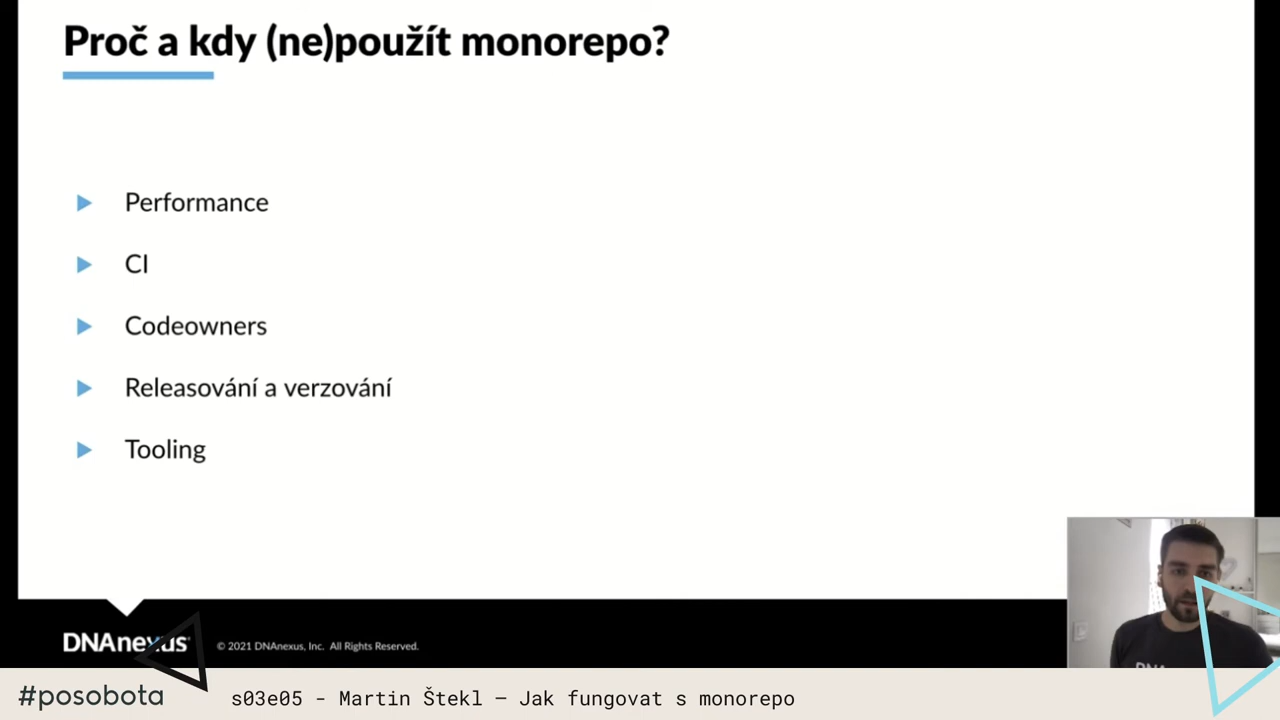 Proč a kdy (ne)použít monorepo?
Performance
CI
Codeowners
Releasování a verzování
Tooling
DNAnexus © 2021 DNAnexus, Inc. All Rights Reserved.
#posobota s03e05 - Martin Štekl – Jak fungovat s monorepo